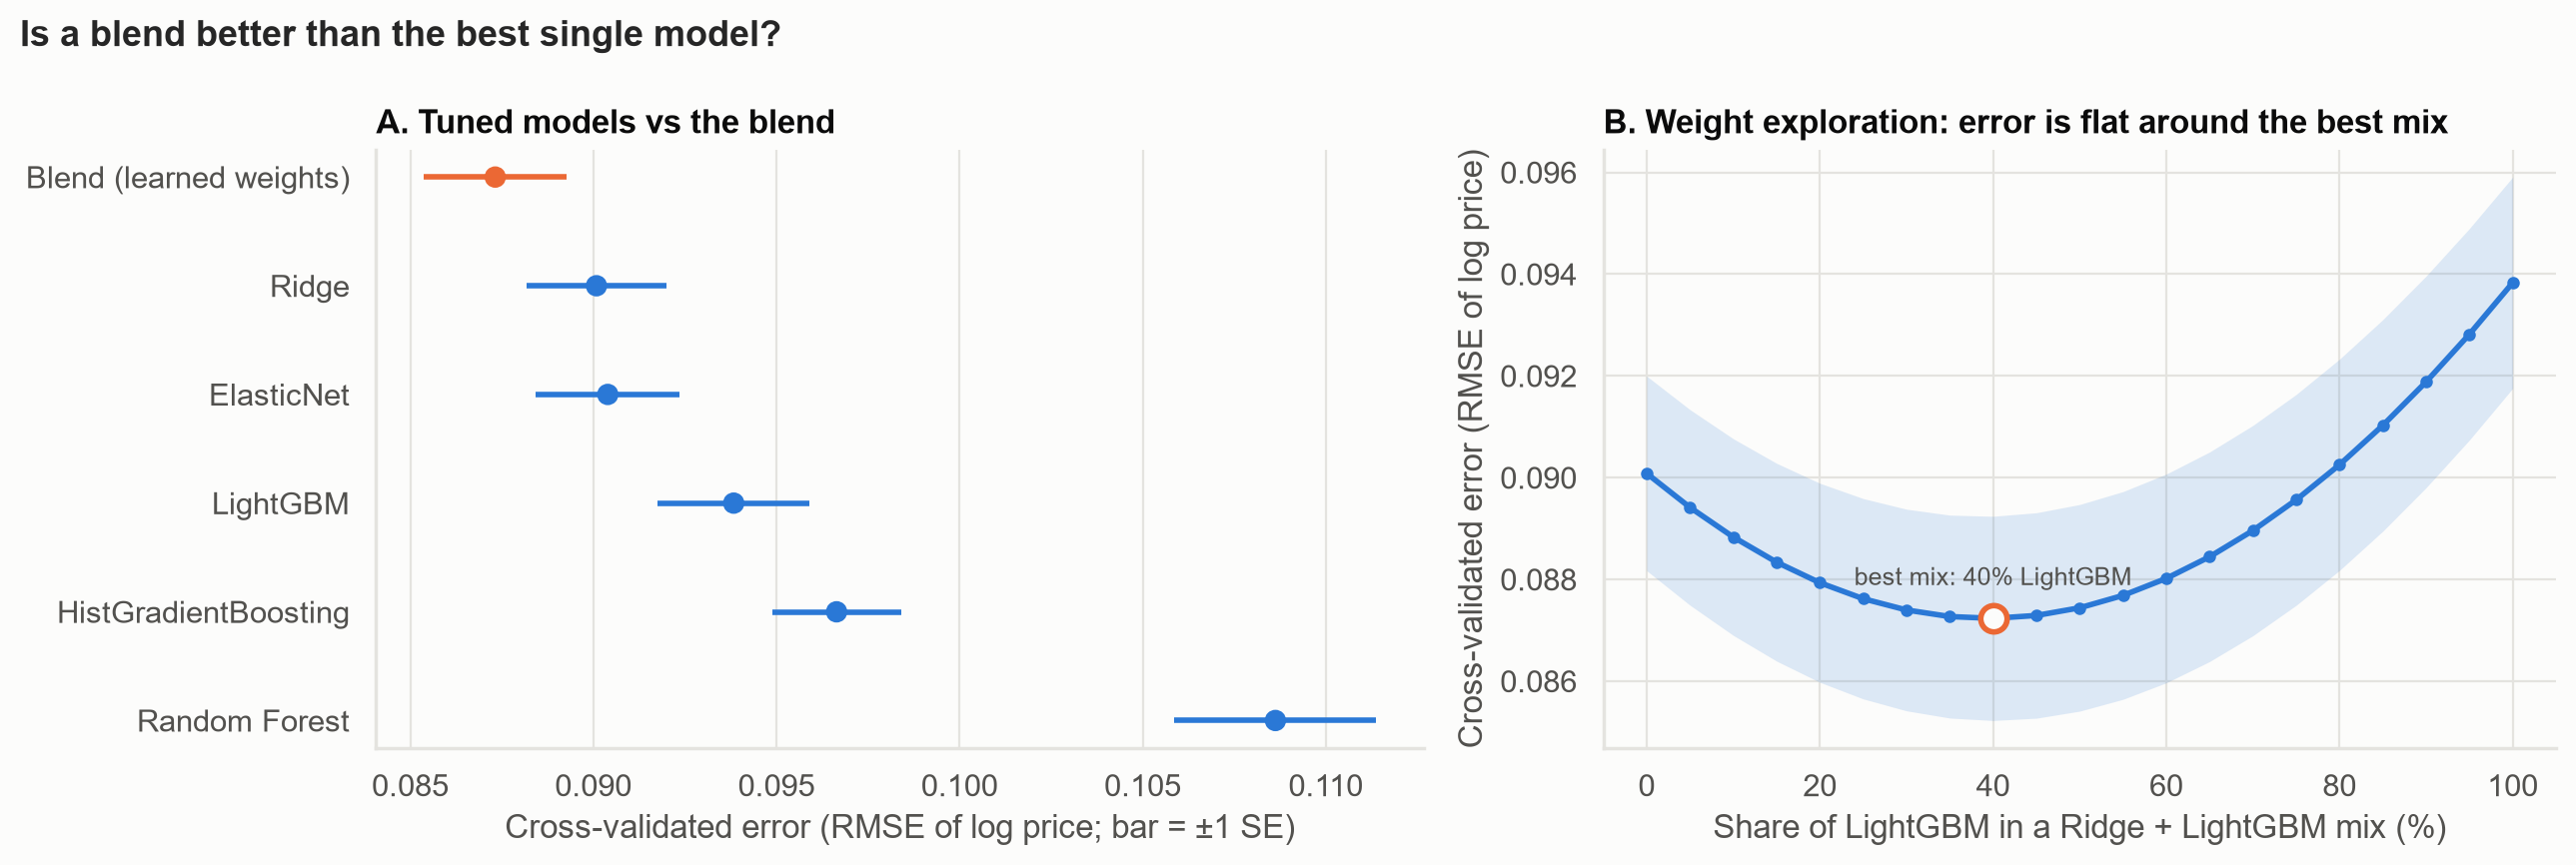 Is a blend better than the best single model?
A. Tuned models vs the blend
Blend (learned weights)
Ridge
ElasticNet
LightGBM
HistGradientBoosting
Random Forest
0.085
0.090
0.095
0.100
0.105
0.110
Cross-validated error (RMSE of log price; bar = ±1 SE)
B. Weight exploration: error is flat around the best mix
Cross-validated error (RMSE of log price)
0.096
0.094
0.092
0.090
0.088
0.086
best mix: 40% LightGBM
0
20
40
60
80
100
Share of LightGBM in a Ridge + LightGBM mix (%)